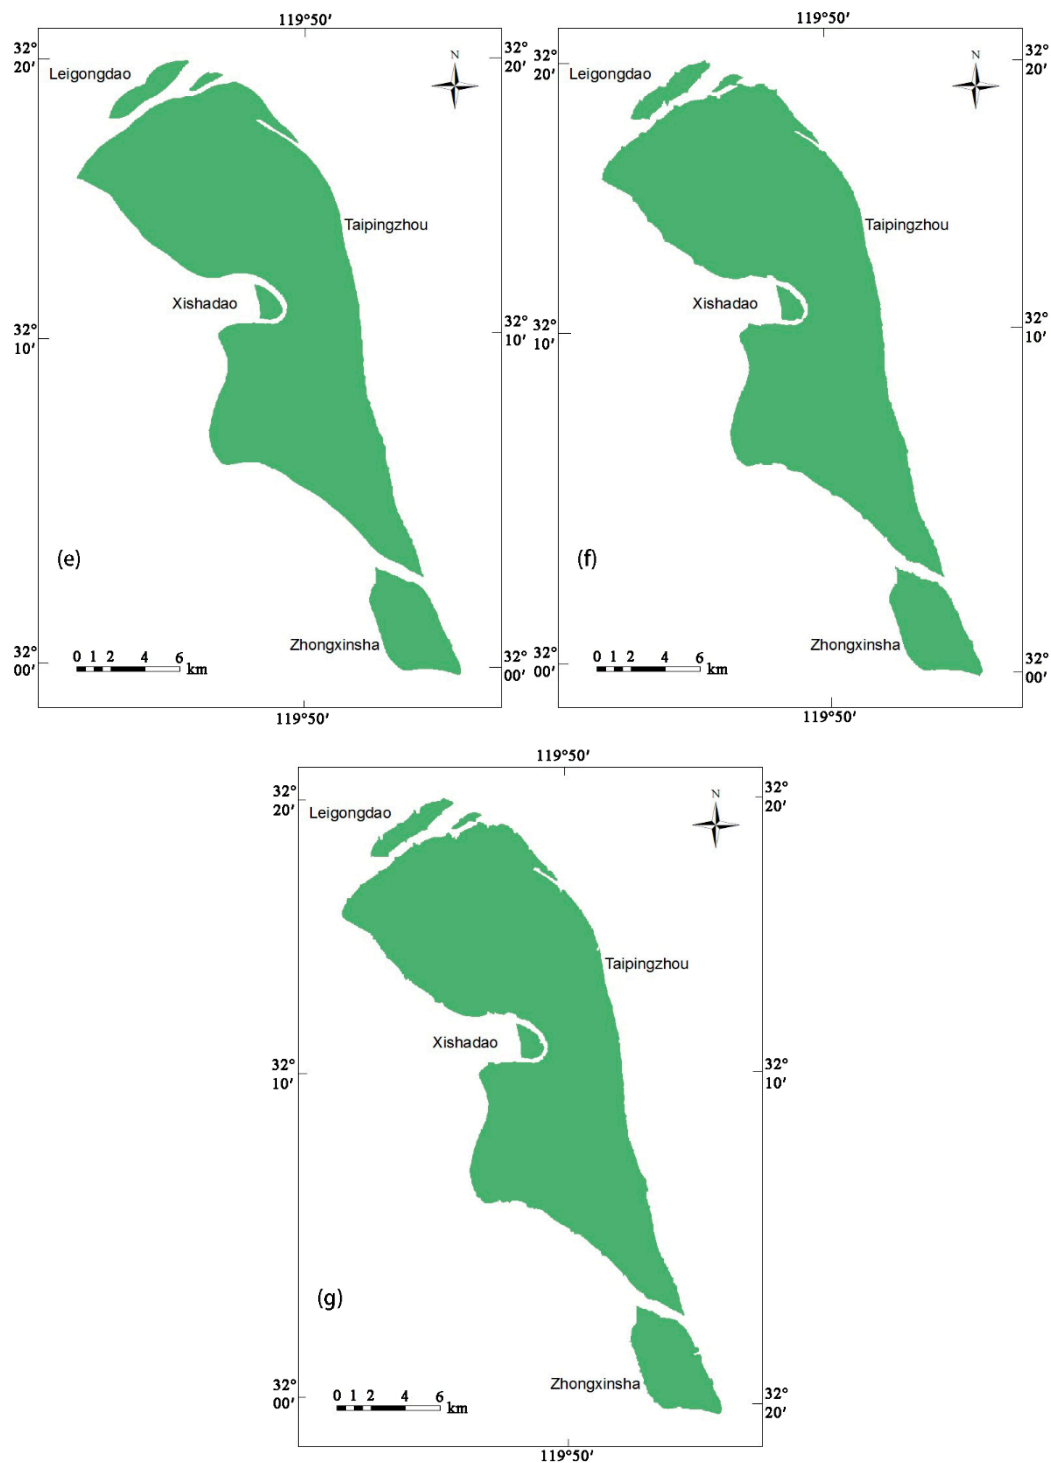 119°50′
119°50′
32°
20′
32°
20′
32°
20′
32°
20′
N
N
Leigongdao
Leigongdao
Taipingzhou
Taipingzhou
Xishadao
Xishadao
32°
10′
32°
10′
32°
10′
32°
10′
(e)
(f)
Zhongxinsha
Zhongxinsha
32°
00′
32°
00′
32°
00′
32°
00′
0 1 2 4 6
km
0 1 2 4 6
km
119°50′
119°50′
119°50′
32°
20′
32°
20′
N
Leigongdao
Taipingzhou
Xishadao
32°
10′
32°
10′
(g)
Zhongxinsha
32°
00′
32°
20′
0 1 2 4 6
km
119°50′